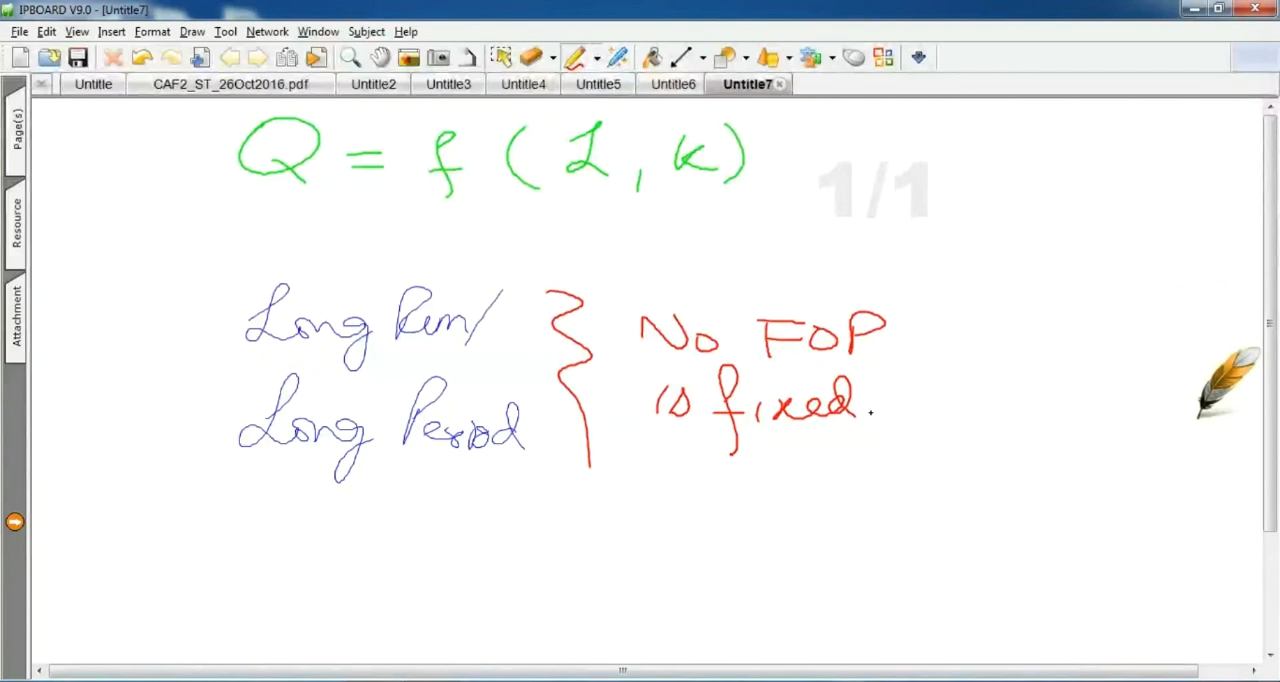 IPBOARD V9.0 - [Untitle7]
File Edit View Insert Format Draw Tool Network Window Subject Help
Untitle CAF2_ST_26Oct2016.pdf Untitle2 Untitle3 Untitle4 Untitle5 Untitle6 Untitle7
Page(s)
Resource
Attachment
Q = f (L, K)
1/1
Long Run/
Long Period
No FOP
is fixed.